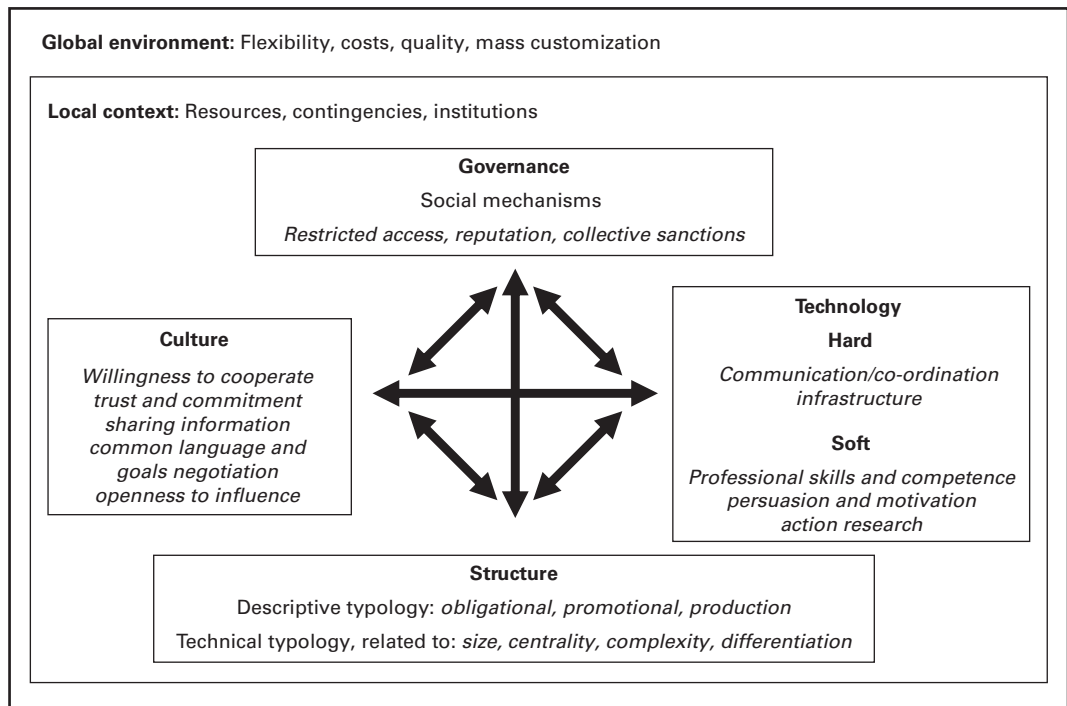 Global environment: Flexibility, costs, quality, mass customization
Local context: Resources, contingencies, institutions
Governance
Social mechanisms
Restricted access, reputation, collective sanctions
Culture
Willingness to cooperate
trust and commitment
sharing information
common language and
goals negotiation
openness to influence
Technology
Hard
Communication/co-ordination
infrastructure
Soft
Professional skills and competence
persuasion and motivation
action research
Structure
Descriptive typology: obligational, promotional, production
Technical typology, related to: size, centrality, complexity, differentiation